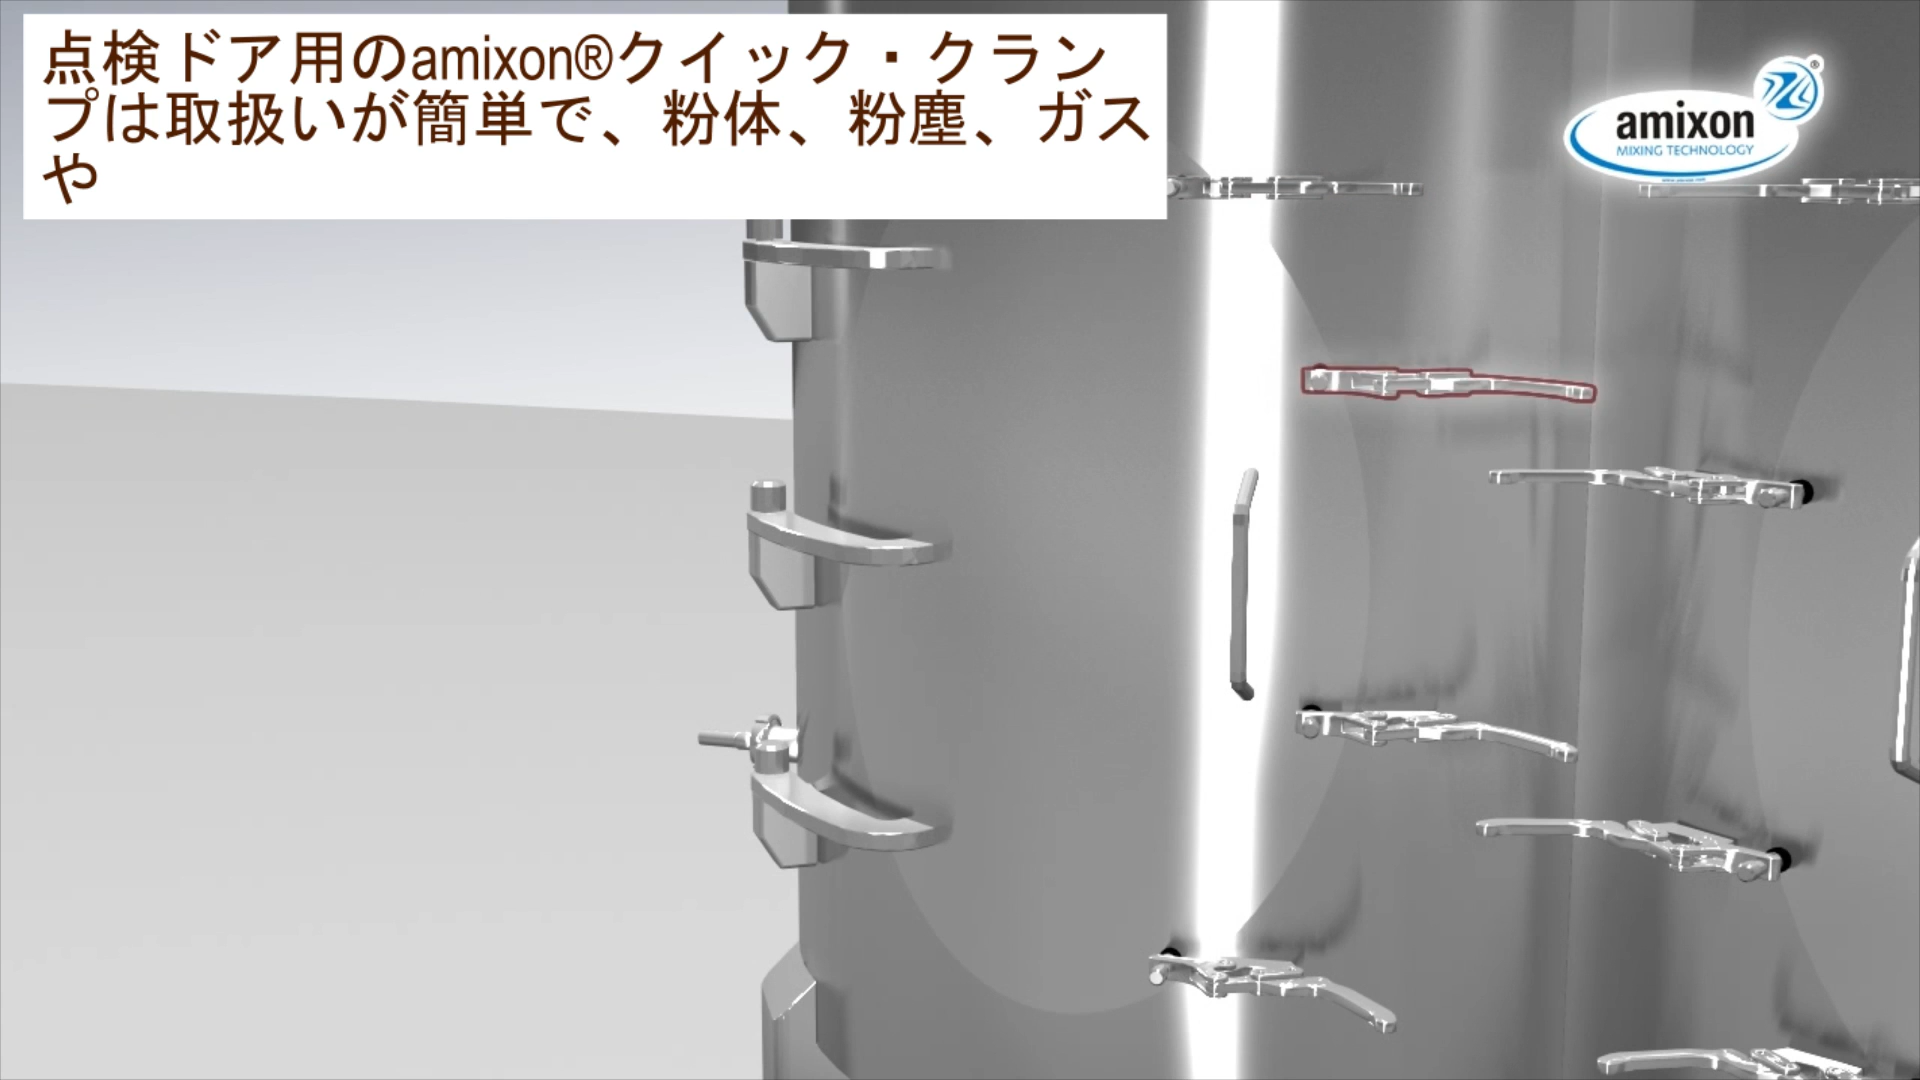 点検ドア用のamixon®クイック・クラン
プは取扱いが簡単で、粉体、粉塵、ガス
や
amixon®
MIXING TECHNOLOGY